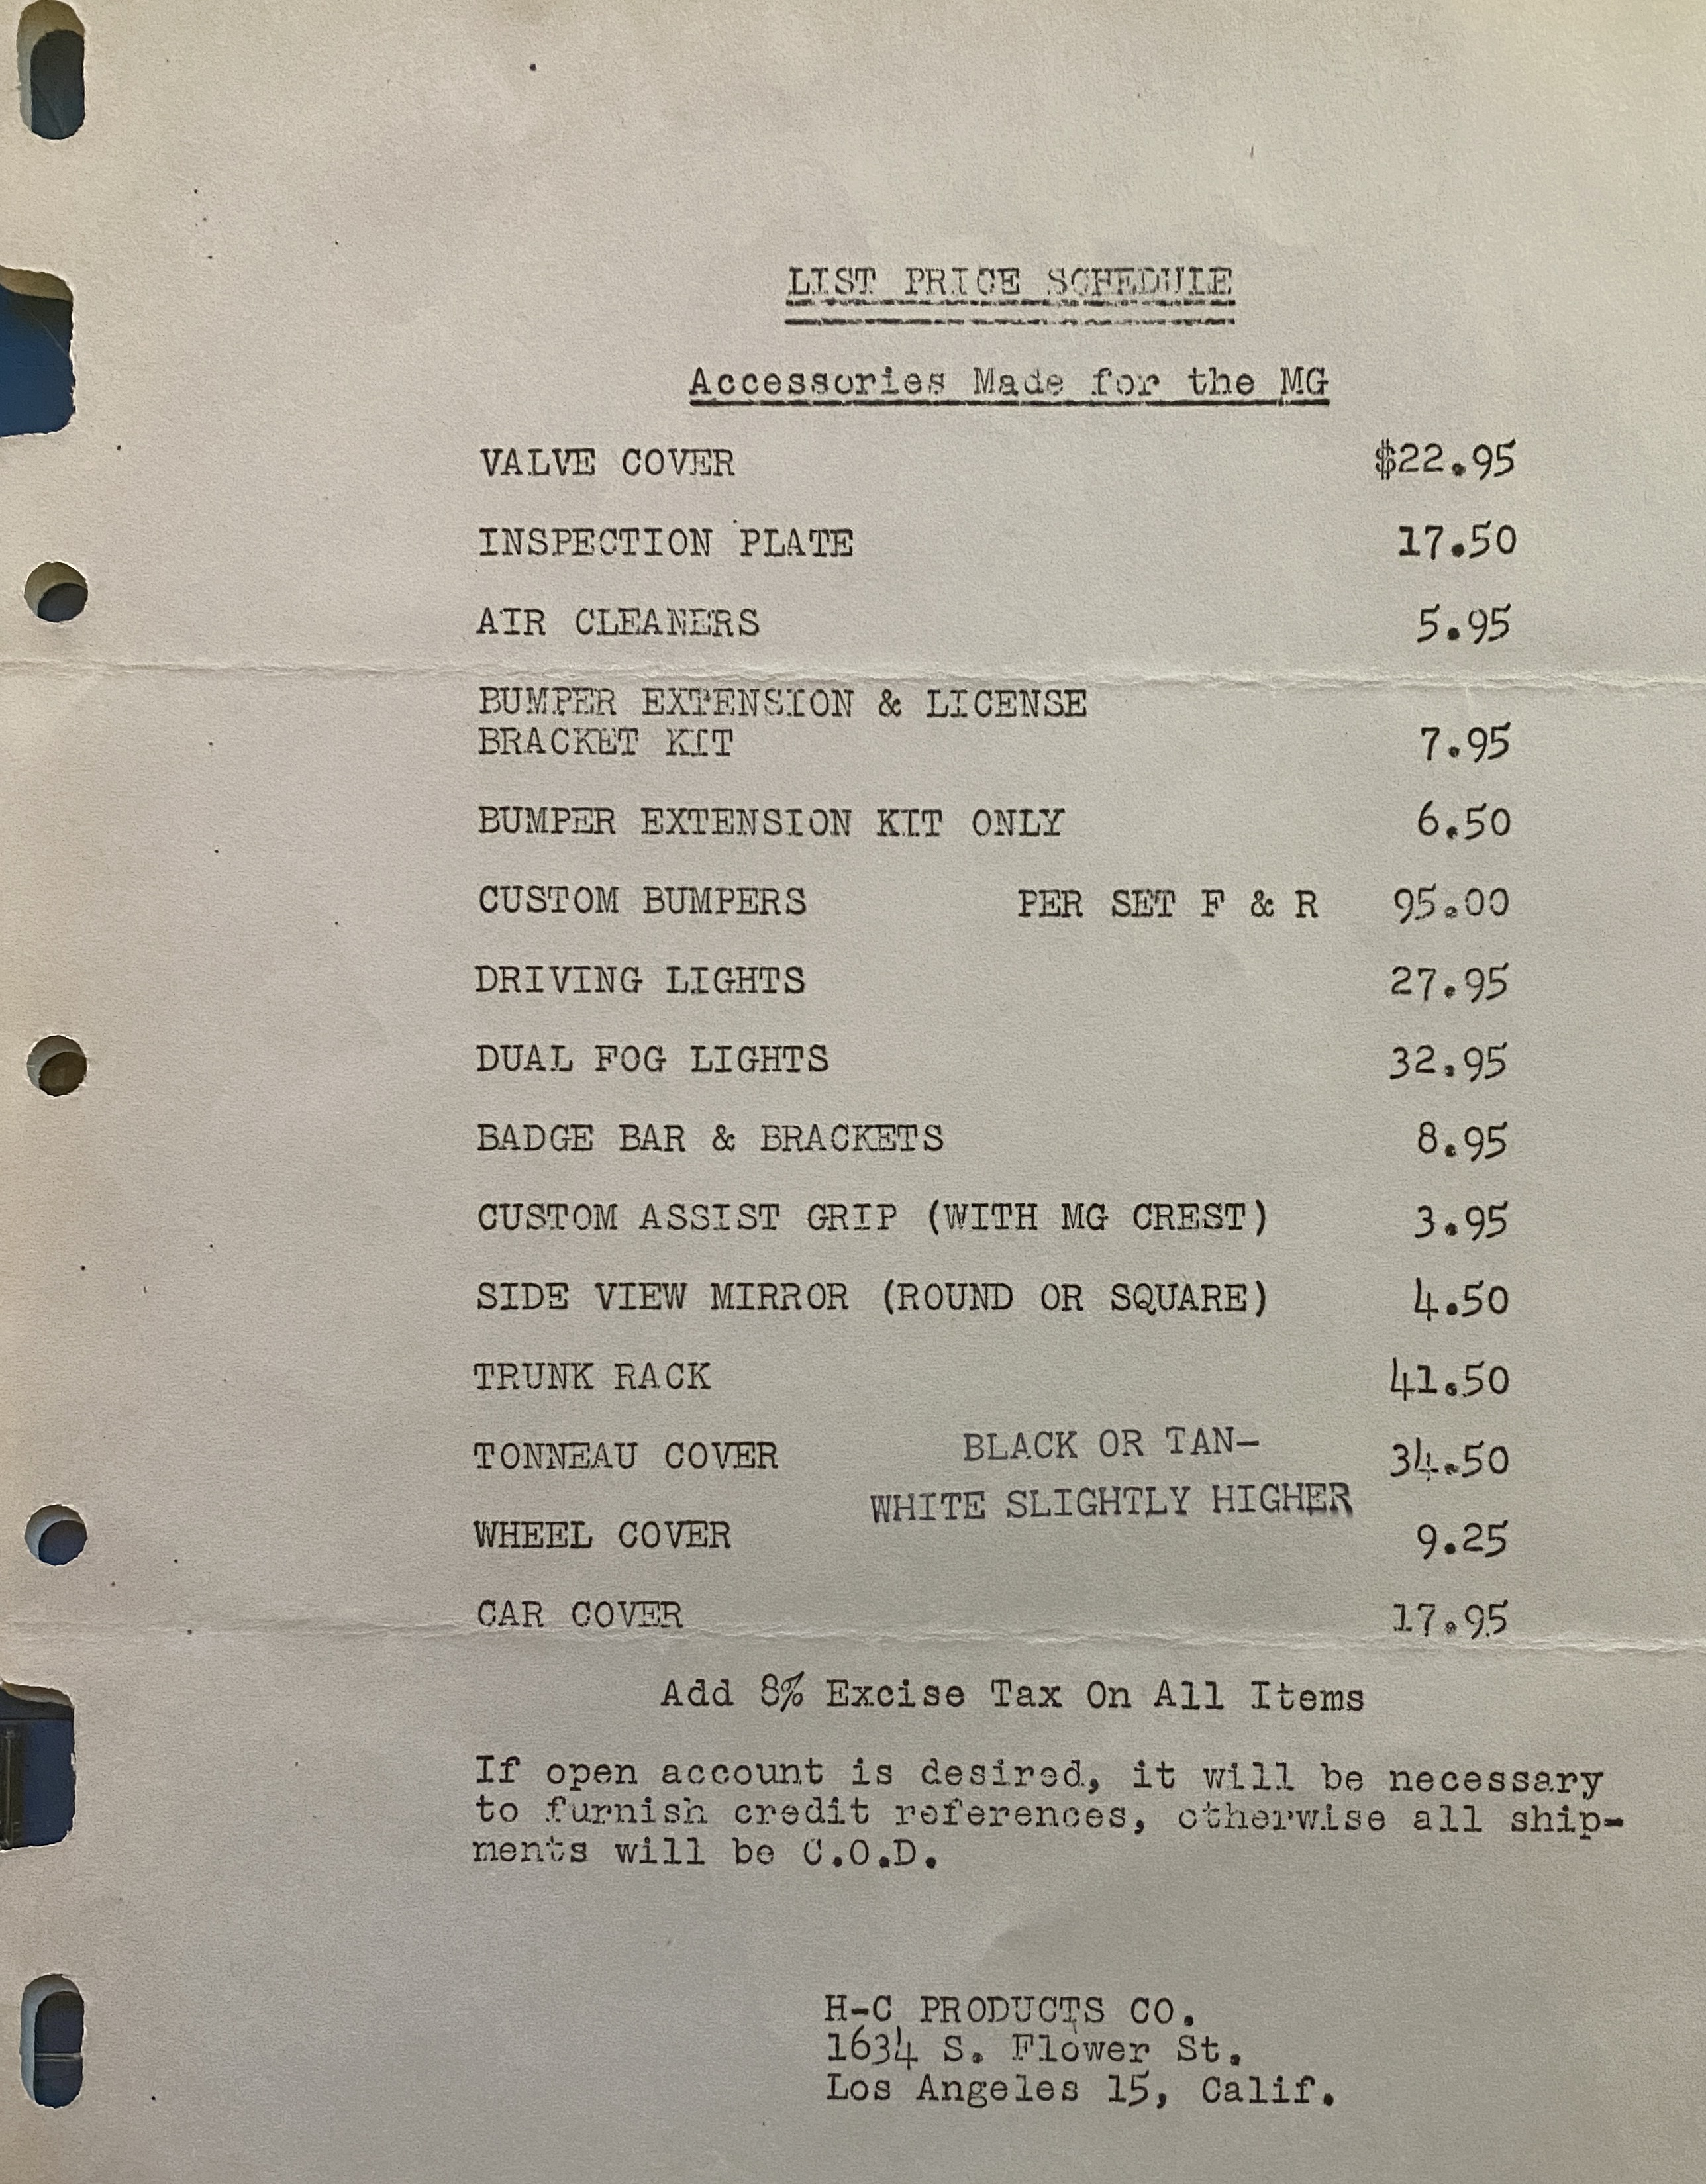 LIST PRICE SCHEDULE
Accessories Made for the MG
VALVE COVER $22.95
INSPECTION PLATE 17.50
AIR CLEANERS 5.95
BUMPER EXTENSION & LICENSE
BRACKET KIT 7.95
BUMPER EXTENSION KIT ONLY 6.50
CUSTOM BUMPERS PER SET F & R 95.00
DRIVING LIGHTS 27.95
DUAL FOG LIGHTS 32.95
BADGE BAR & BRACKETS 8.95
CUSTOM ASSIST GRIP (WITH MG CREST) 3.95
SIDE VIEW MIRROR (ROUND OR SQUARE) 4.50
TRUNK RACK 41.50
TONNEAU COVER BLACK OR TAN- 34.50
WHITE SLIGHTLY HIGHER
WHEEL COVER 9.25
CAR COVER 17.95
Add 8% Excise Tax On All Items
If open account is desired, it will be necessary
to furnish credit references, otherwise all ship-
ments will be C.O.D.
H-C PRODUCTS CO.
1634 S. Flower St.
Los Angeles 15, Calif.